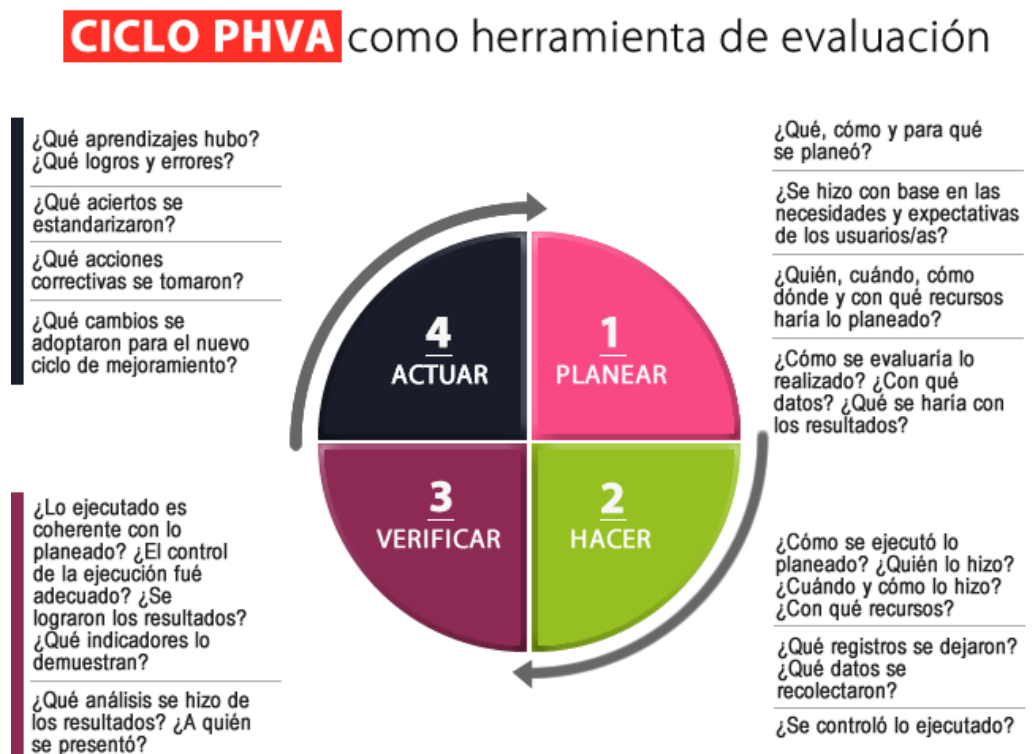 CICLO PHVA como herramienta de evaluación
¿Qué aprendizajes hubo?
¿Qué logros y errores?
¿Qué aciertos se
estandarizaron?
¿Qué acciones
correctivas se tomaron?
¿Qué cambios se
adoptaron para el nuevo
ciclo de mejoramiento?
¿Qué, cómo y para qué
se planeó?
¿Se hizo con base en las
necesidades y expectativas
de los usuarios/as?
¿Quién, cuándo, cómo
dónde y con qué recursos
haría lo planeado?
¿Cómo se evaluaría lo
realizado? ¿Con qué
datos? ¿Qué se haría con
los resultados?
4
ACTUAR
1
PLANEAR
3
VERIFICAR
2
HACER
¿Lo ejecutado es
coherente con lo
planeado? ¿El control
de la ejecución fué
adecuado? ¿Se
lograron los resultados?
¿Qué indicadores lo
demuestran?
¿Qué análisis se hizo de
los resultados? ¿A quién
se presentó?
¿Cómo se ejecutó lo
planeado? ¿Quién lo hizo?
¿Cuándo y cómo lo hizo?
¿Con qué recursos?
¿Qué registros se dejaron?
¿Qué datos se
recolectaron?
¿Se controló lo ejecutado?